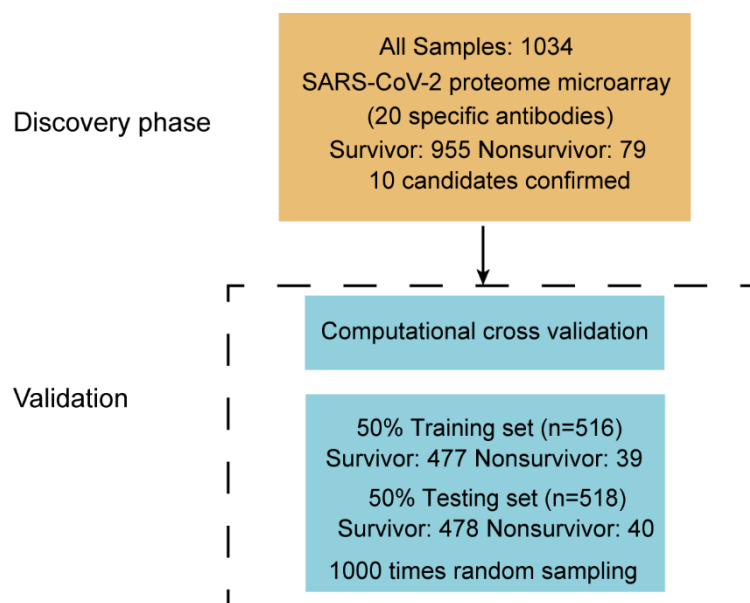 Discovery phase
All Samples: 1034
SARS-CoV-2 proteome microarray
(20 specific antibodies)
Survivor: 955 Nonsurvivor: 79
10 candidates confirmed
Validation
Computational cross validation
50% Training set (n=516)
Survivor: 477 Nonsurvivor: 39
50% Testing set (n=518)
Survivor: 478 Nonsurvivor: 40
1000 times random sampling